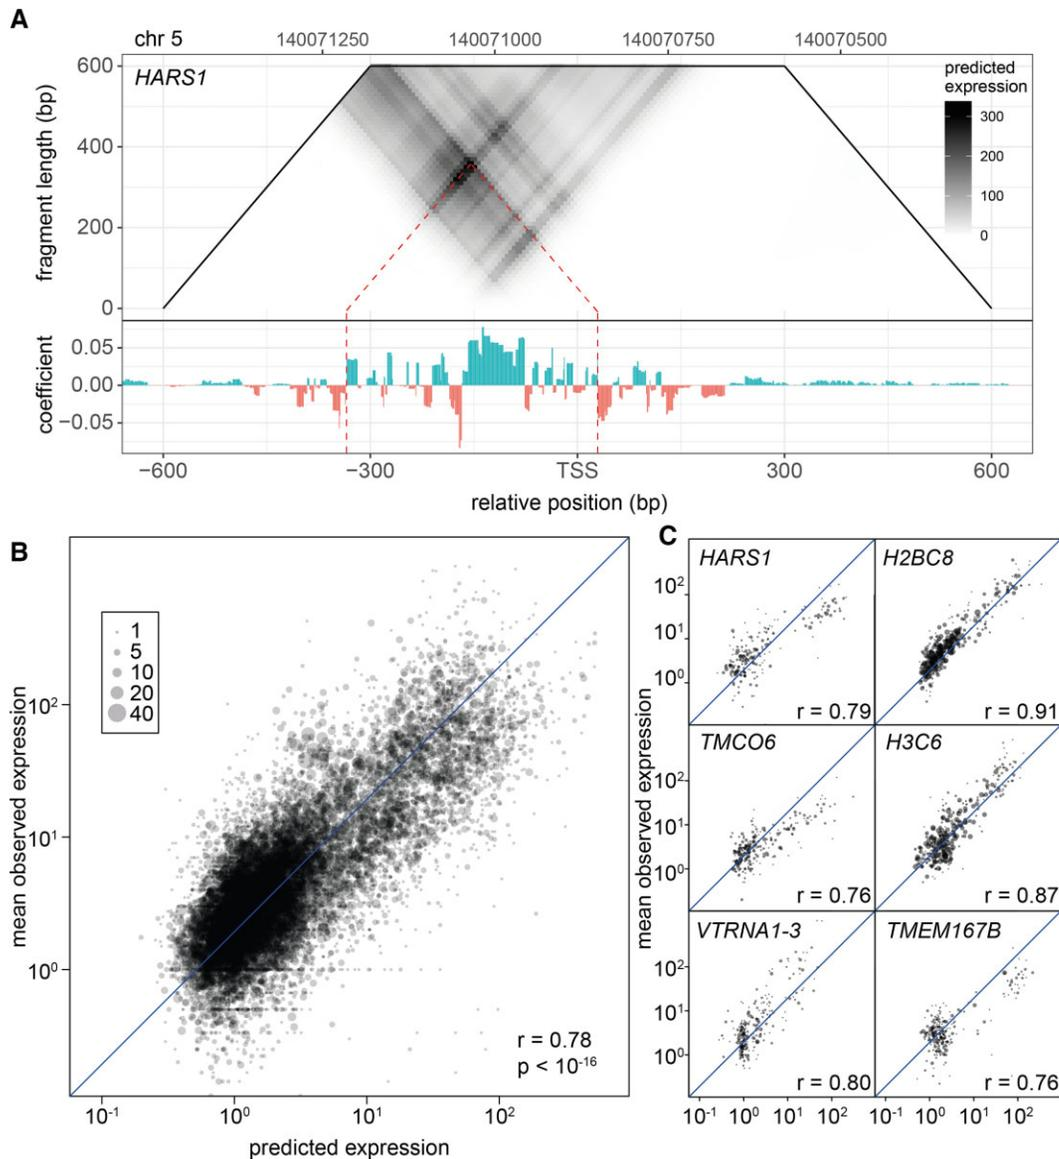 A
chr 5 140071250 140071000 140070750 140070500
HARS1
predicted expression
300
200
100
0
fragment length (bp)
600
400
200
0
coefficient
0.05
0.00
−0.05
−600 −300 TSS 300 600
relative position (bp)
B
1
5
10
20
40
mean observed expression
10²
10¹
10⁰
r = 0.78
p < 10⁻¹⁶
10⁻¹ 10⁰ 10¹ 10²
predicted expression
C
mean observed expression
HARS1 H2BC8
10²
10¹
10⁰
r = 0.79 r = 0.91
TMCO6 H3C6
10²
10¹
10⁰
r = 0.76 r = 0.87
VTRNA1-3 TMEM167B
10²
10¹
10⁰
r = 0.80 r = 0.76
10⁻¹ 10⁰ 10¹ 10² 10⁻¹ 10⁰ 10¹ 10²